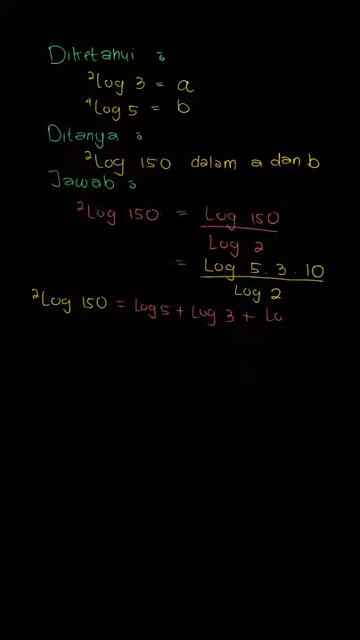 Diketahui :
²log 3 = a
⁴log 5 = b
Ditanya :
²log 150 dalam a dan b
Jawab :
²log 150 = log 150 / log 2
= log 5 . 3 . 10 / log 2
²log 150 = log 5 + log 3 + lo